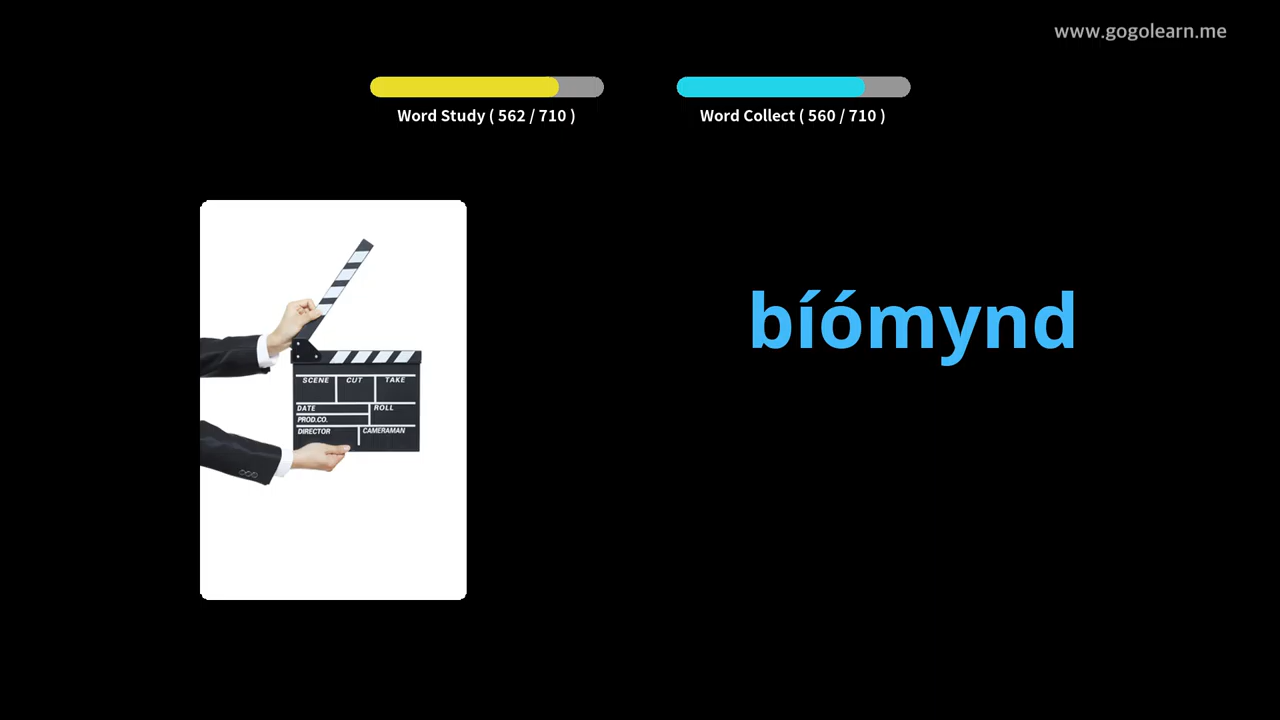 www.gogolearn.me
Word Study ( 562 / 710 )
Word Collect ( 560 / 710 )
bíómynd
SCENE CUT TAKE
DATE ROLL
PROD.CO.
DIRECTOR CAMERAMAN